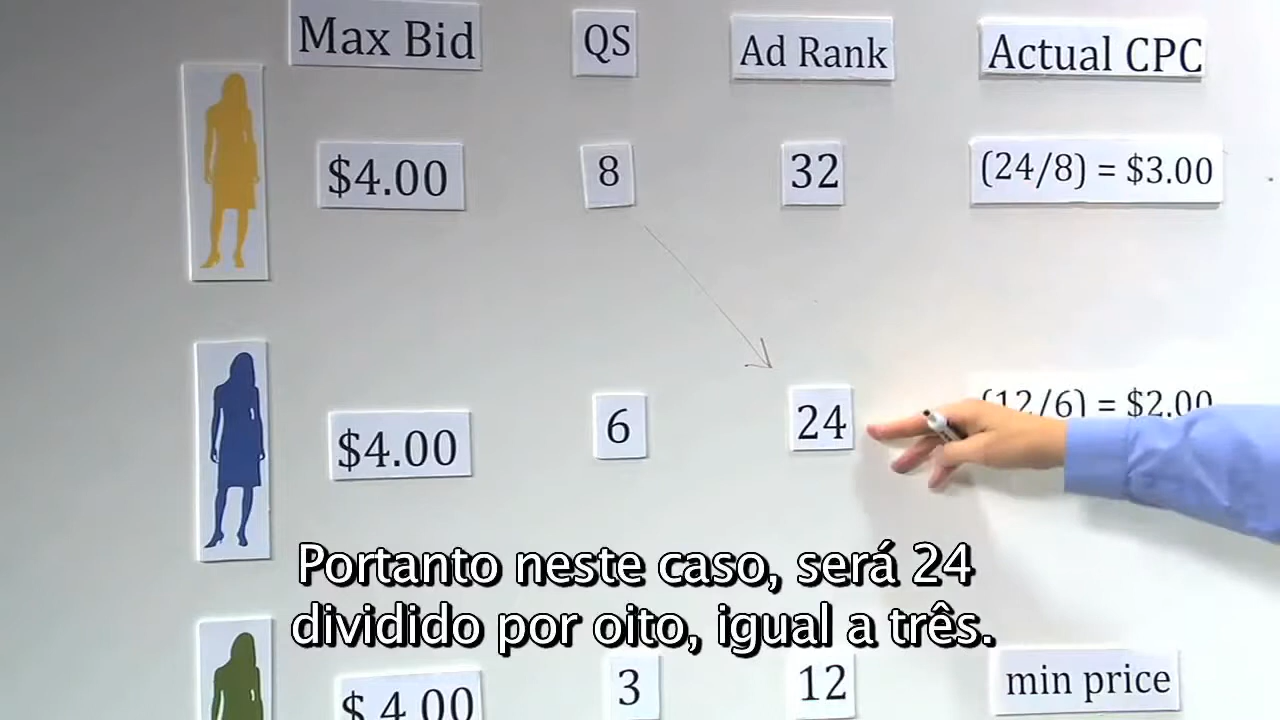 Max Bid QS Ad Rank Actual CPC
$4.00 8 32 (24/8) = $3.00
$4.00 6 24 (12/6) = $2.00
Portanto neste caso, será 24
dividido por oito, igual a três.
$4.00 3 12 min price